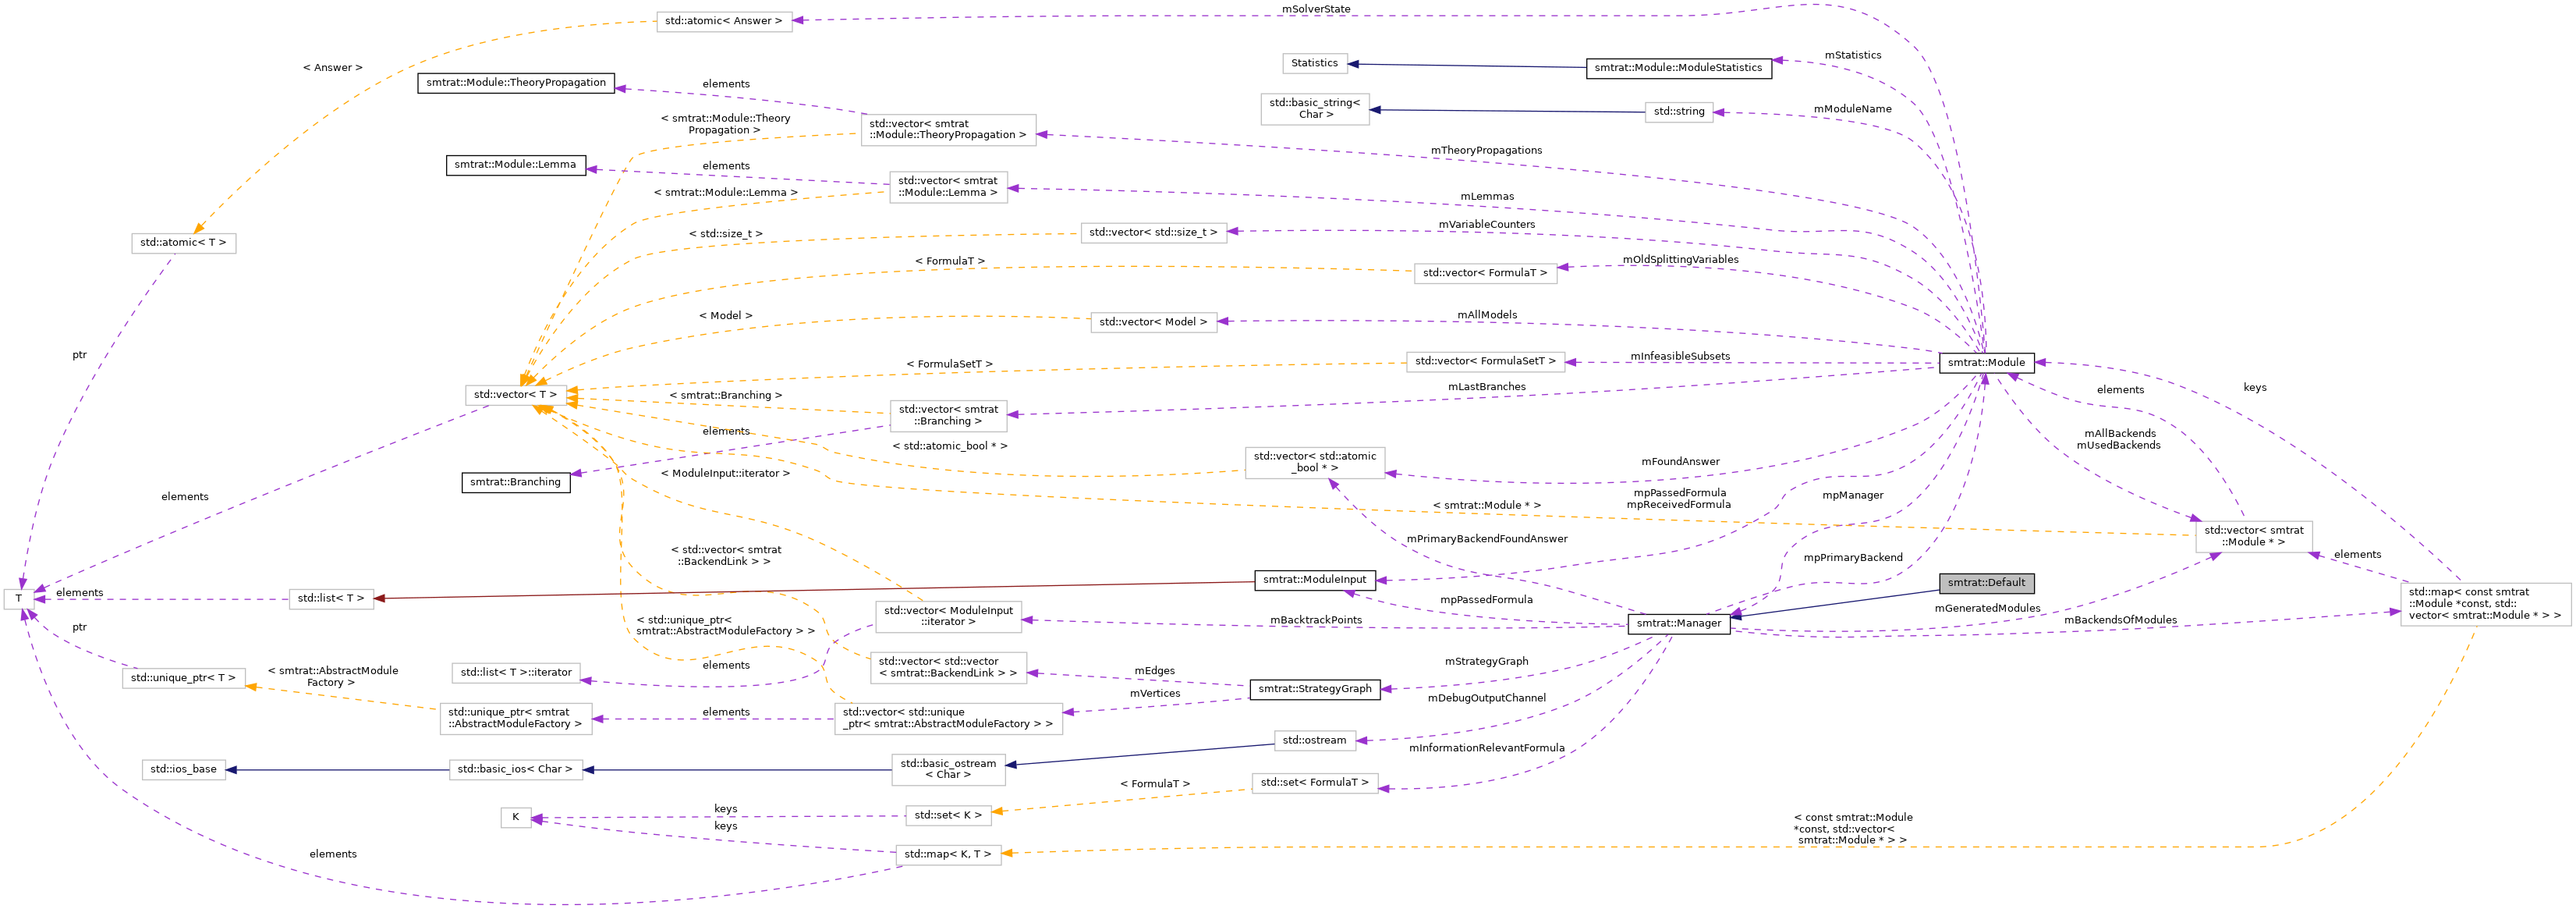 mSolverState
std::atomic< Answer >
mStatistics
Statistics
< Answer >
smtrat::Module::ModuleStatistics
smtrat::Module::TheoryPropagation
elements
std::basic_string<
Char >
mModuleName
std::string
< smtrat::Module::Theory
Propagation >
std::vector< smtrat
::Module::TheoryPropagation >
mTheoryPropagations
smtrat::Module::Lemma
elements
std::vector< smtrat
::Module::Lemma >
< smtrat::Module::Lemma >
mLemmas
mVariableCounters
< std::size_t >
std::vector< std::size_t >
std::atomic< T >
mOldSplittingVariables
< FormulaT >
std::vector< FormulaT >
mAllModels
< Model >
std::vector< Model >
ptr
mInfeasibleSubsets
std::vector< FormulaSetT >
smtrat::Module
< FormulaSetT >
mLastBranches
keys
elements
std::vector< T >
< smtrat::Branching >
std::vector< smtrat
::Branching >
elements
mAllBackends
mUsedBackends
< std::atomic_bool * >
std::vector< std::atomic
_bool * >
mFoundAnswer
< ModuleInput::iterator >
smtrat::Branching
elements
mpPassedFormula
mpReceivedFormula
mpManager
< smtrat::Module * >
std::vector< smtrat
::Module * >
mPrimaryBackendFoundAnswer
< std::vector< smtrat
::BackendLink > >
mpPrimaryBackend
elements
smtrat::ModuleInput
smtrat::Default
T
elements
std::list< T >
mpPassedFormula
std::map< const smtrat
::Module *const, std::
vector< smtrat::Module * > >
mGeneratedModules
std::vector< ModuleInput
::iterator >
mBacktrackPoints
smtrat::Manager
mBackendsOfModules
ptr
< std::unique_ptr<
smtrat::AbstractModuleFactory > >
elements
std::list< T >::iterator
std::vector< std::vector
< smtrat::BackendLink > >
mEdges
mStrategyGraph
std::unique_ptr< T >
< smtrat::AbstractModule
Factory >
smtrat::StrategyGraph
mVertices
mDebugOutputChannel
std::unique_ptr< smtrat
::AbstractModuleFactory >
elements
std::vector< std::unique
_ptr< smtrat::AbstractModuleFactory > >
std::ostream
mInformationRelevantFormula
std::ios_base
std::basic_ios< Char >
std::basic_ostream
< Char >
< FormulaT >
std::set< FormulaT >
keys
K
std::set< K >
keys
< const smtrat::Module
*const, std::vector<
smtrat::Module * > >
elements
std::map< K, T >